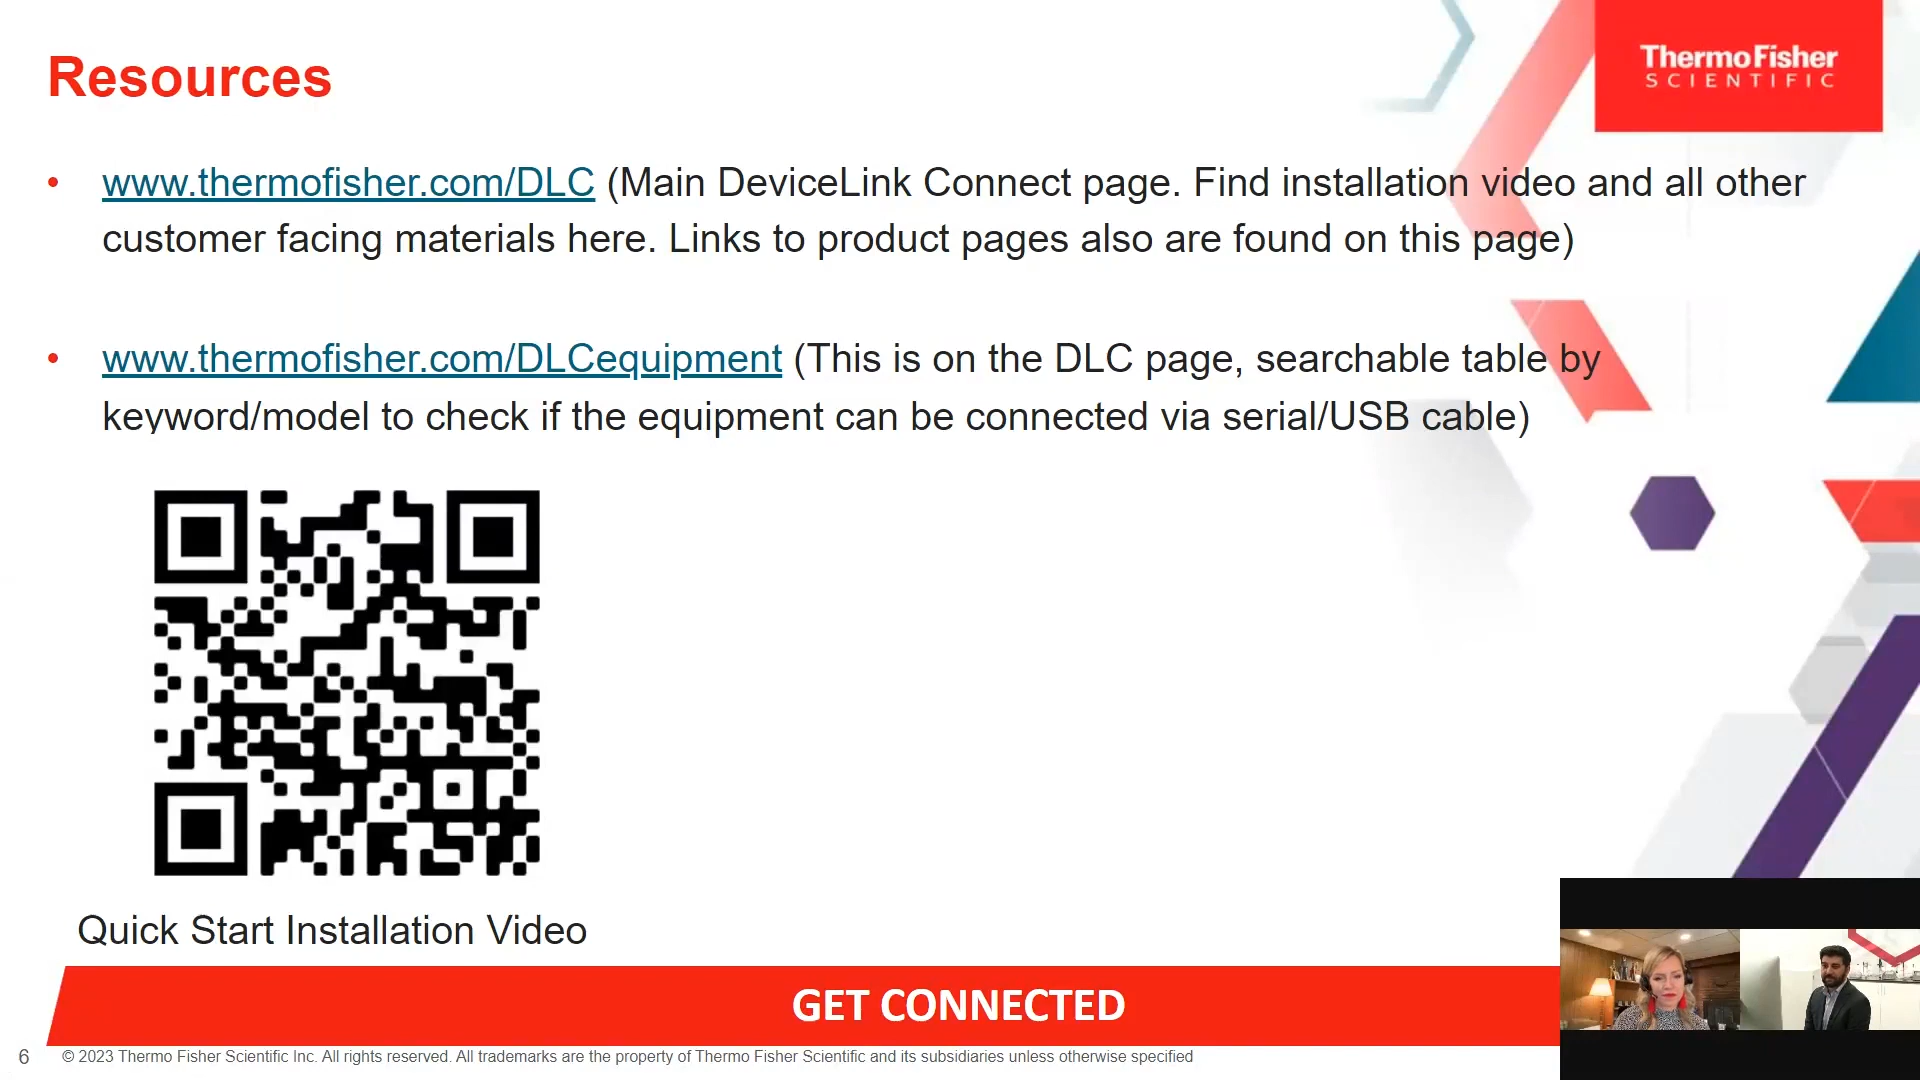 Resources
ThermoFisher
SCIENTIFIC
• www.thermofisher.com/DLC (Main DeviceLink Connect page. Find installation video and all other
customer facing materials here. Links to product pages also are found on this page)
• www.thermofisher.com/DLCequipment (This is on the DLC page, searchable table by
keyword/model to check if the equipment can be connected via serial/USB cable)
Quick Start Installation Video
GET CONNECTED
6 © 2023 Thermo Fisher Scientific Inc. All rights reserved. All trademarks are the property of Thermo Fisher Scientific and its subsidiaries unless otherwise specified